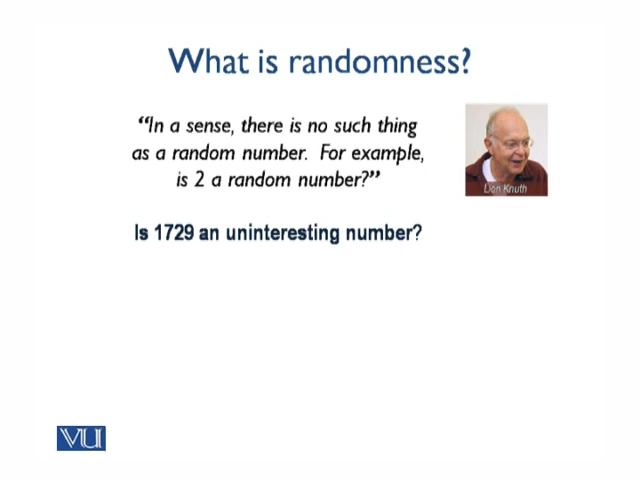 What is randomness?
“In a sense, there is no such thing
as a random number. For example,
is 2 a random number?”
Don Knuth
Is 1729 an uninteresting number?
VU